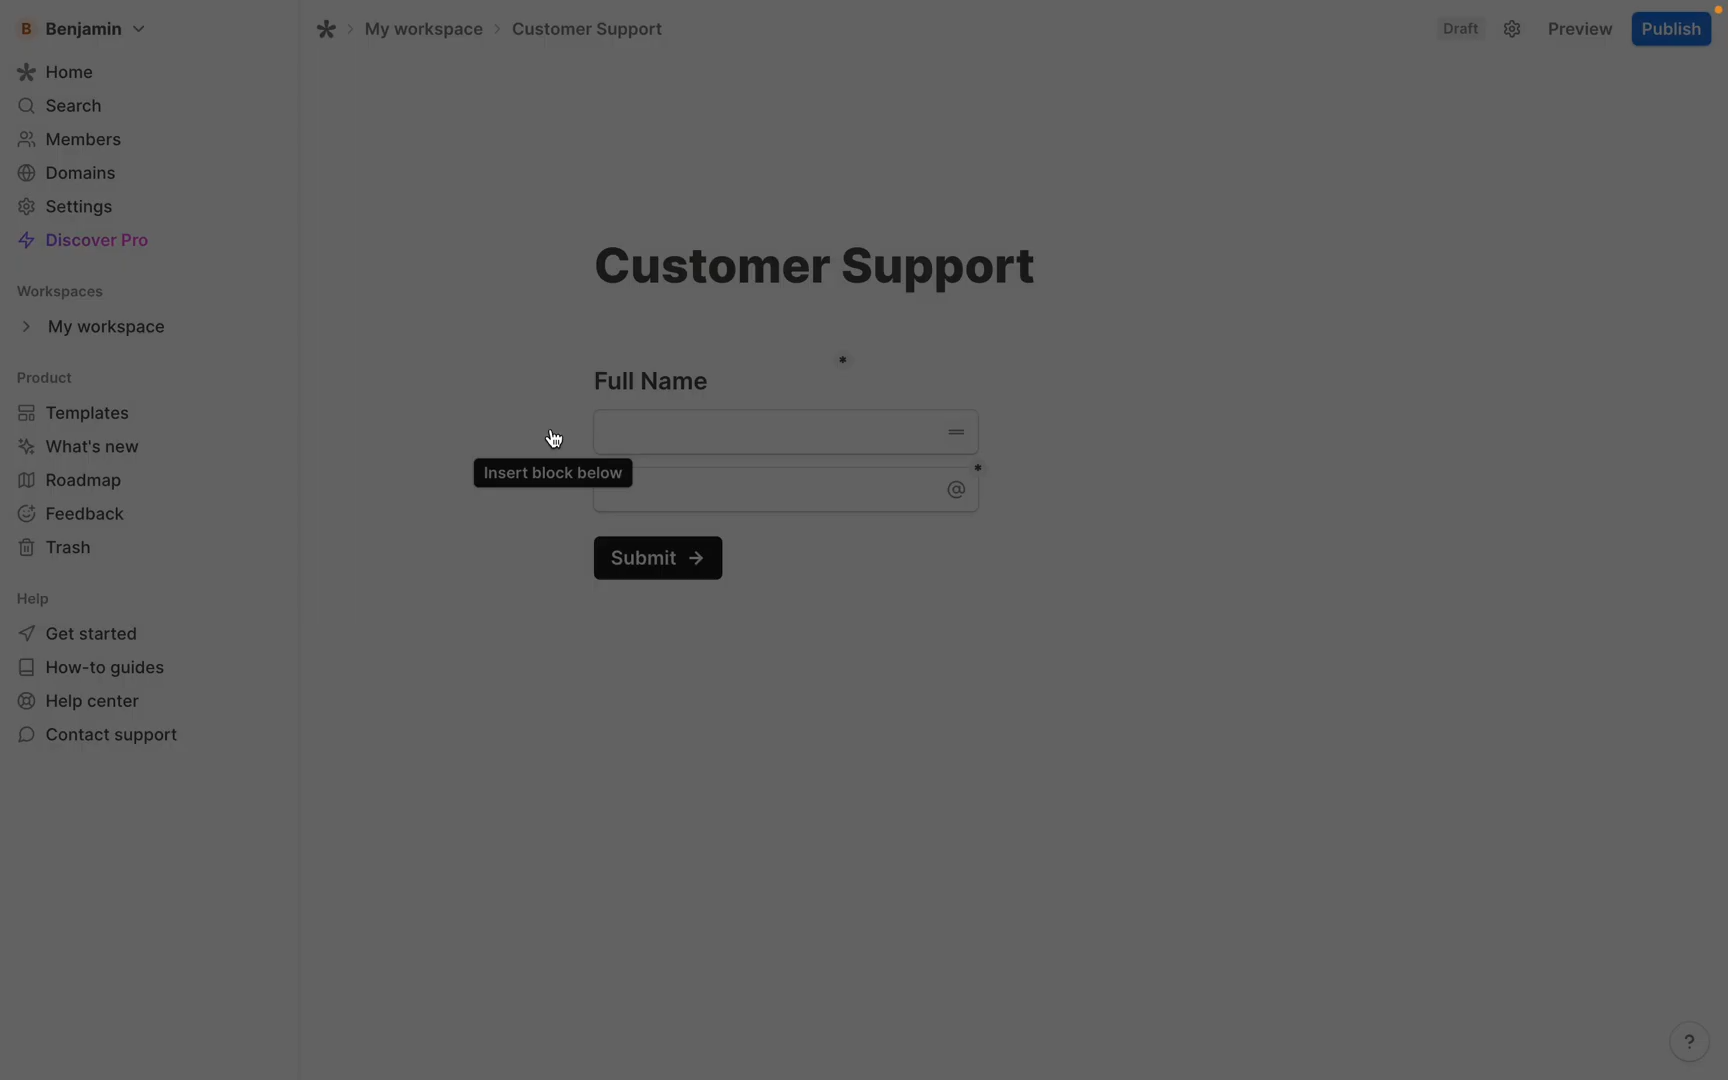 B Benjamin
Home
Search
Members
Domains
Settings
Discover Pro
Workspaces
My workspace
Product
Templates
What's new
Roadmap
Feedback
Trash
Help
Get started
How-to guides
Help center
Contact support
My workspace > Customer Support
Draft Preview Publish
Customer Support
*
Full Name
*
Insert block below
@
Submit →
?